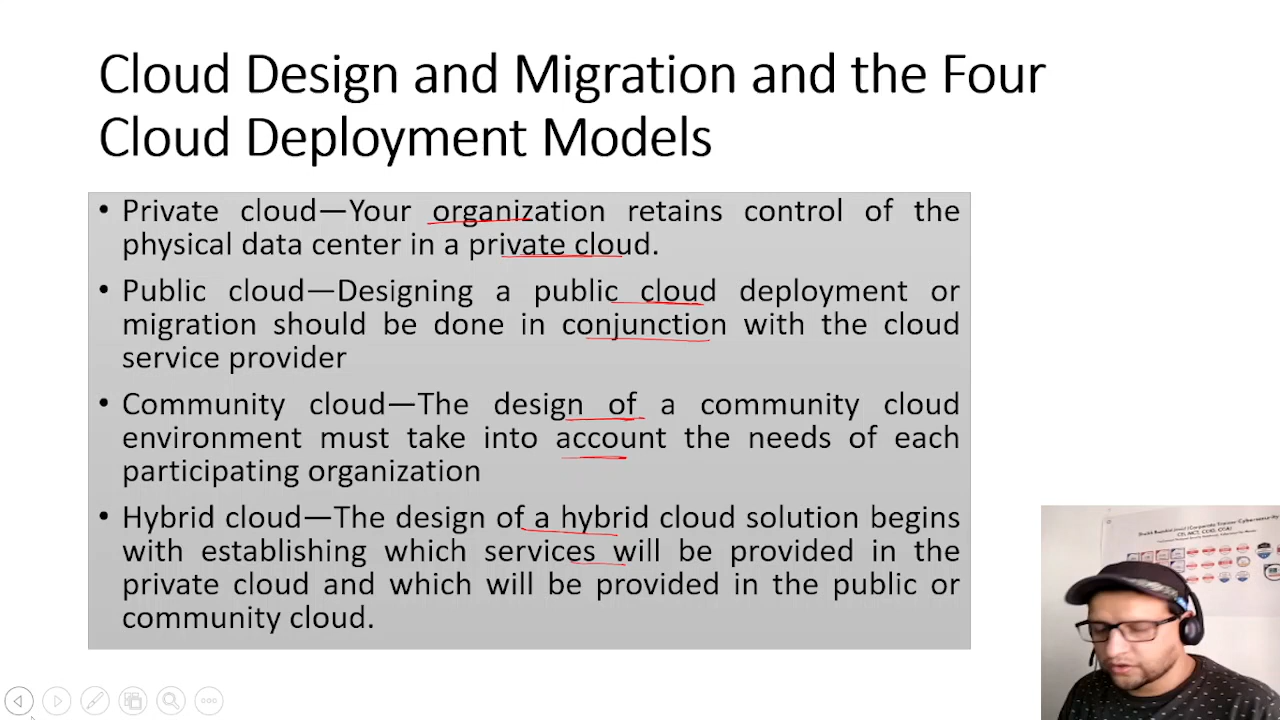 Cloud Design and Migration and the Four
Cloud Deployment Models
• Private cloud—Your organization retains control of the
physical data center in a private cloud.
• Public cloud—Designing a public cloud deployment or
migration should be done in conjunction with the cloud
service provider
• Community cloud—The design of a community cloud
environment must take into account the needs of each
participating organization
• Hybrid cloud—The design of a hybrid cloud solution begins
with establishing which services will be provided in the
private cloud and which will be provided in the public or
community cloud.